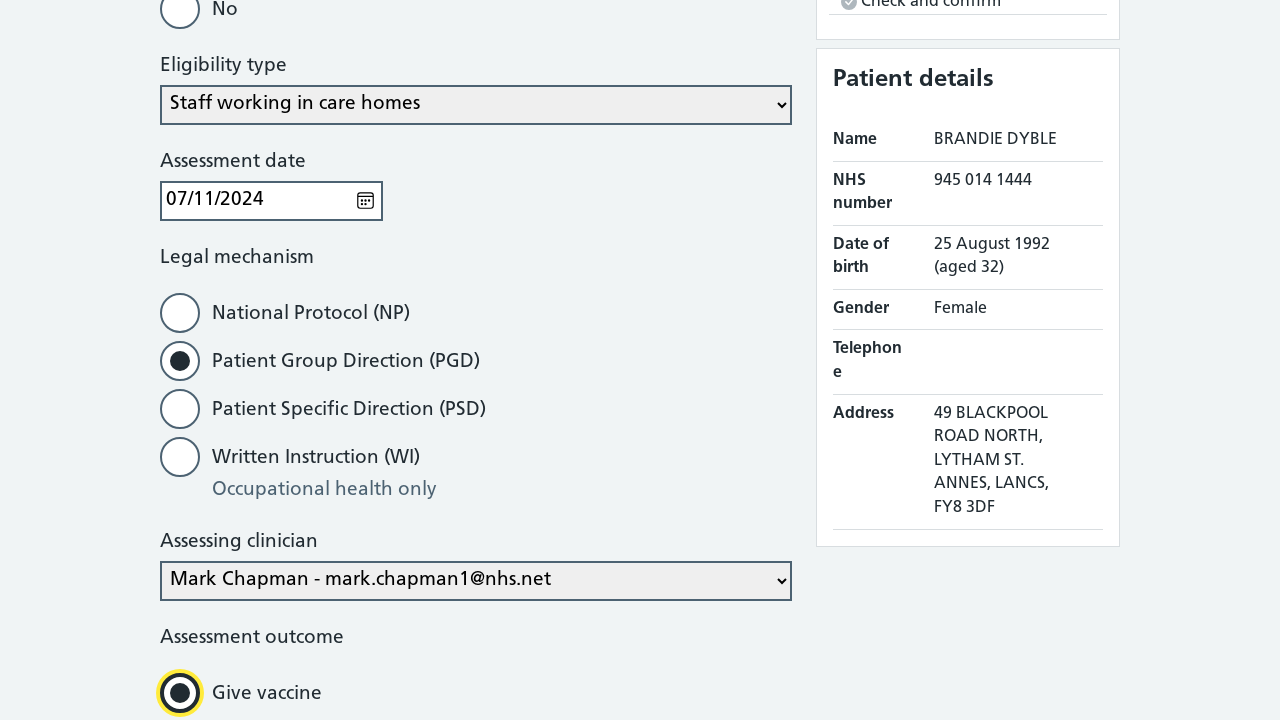 No
Eligibility type
Staff working in care homes
Assessment date
07/11/2024
Legal mechanism
National Protocol (NP)
Patient Group Direction (PGD)
Patient Specific Direction (PSD)
Written Instruction (WI)
Occupational health only
Assessing clinician
Mark Chapman - mark.chapman1@nhs.net
Assessment outcome
Give vaccine
Check and confirm
Patient details
Name BRANDIE DYBLE
NHS 945 014 1444
number
Date of 25 August 1992
birth (aged 32)
Gender Female
Telephon
e
Address 49 BLACKPOOL
ROAD NORTH,
LYTHAM ST.
ANNES, LANCS,
FY8 3DF